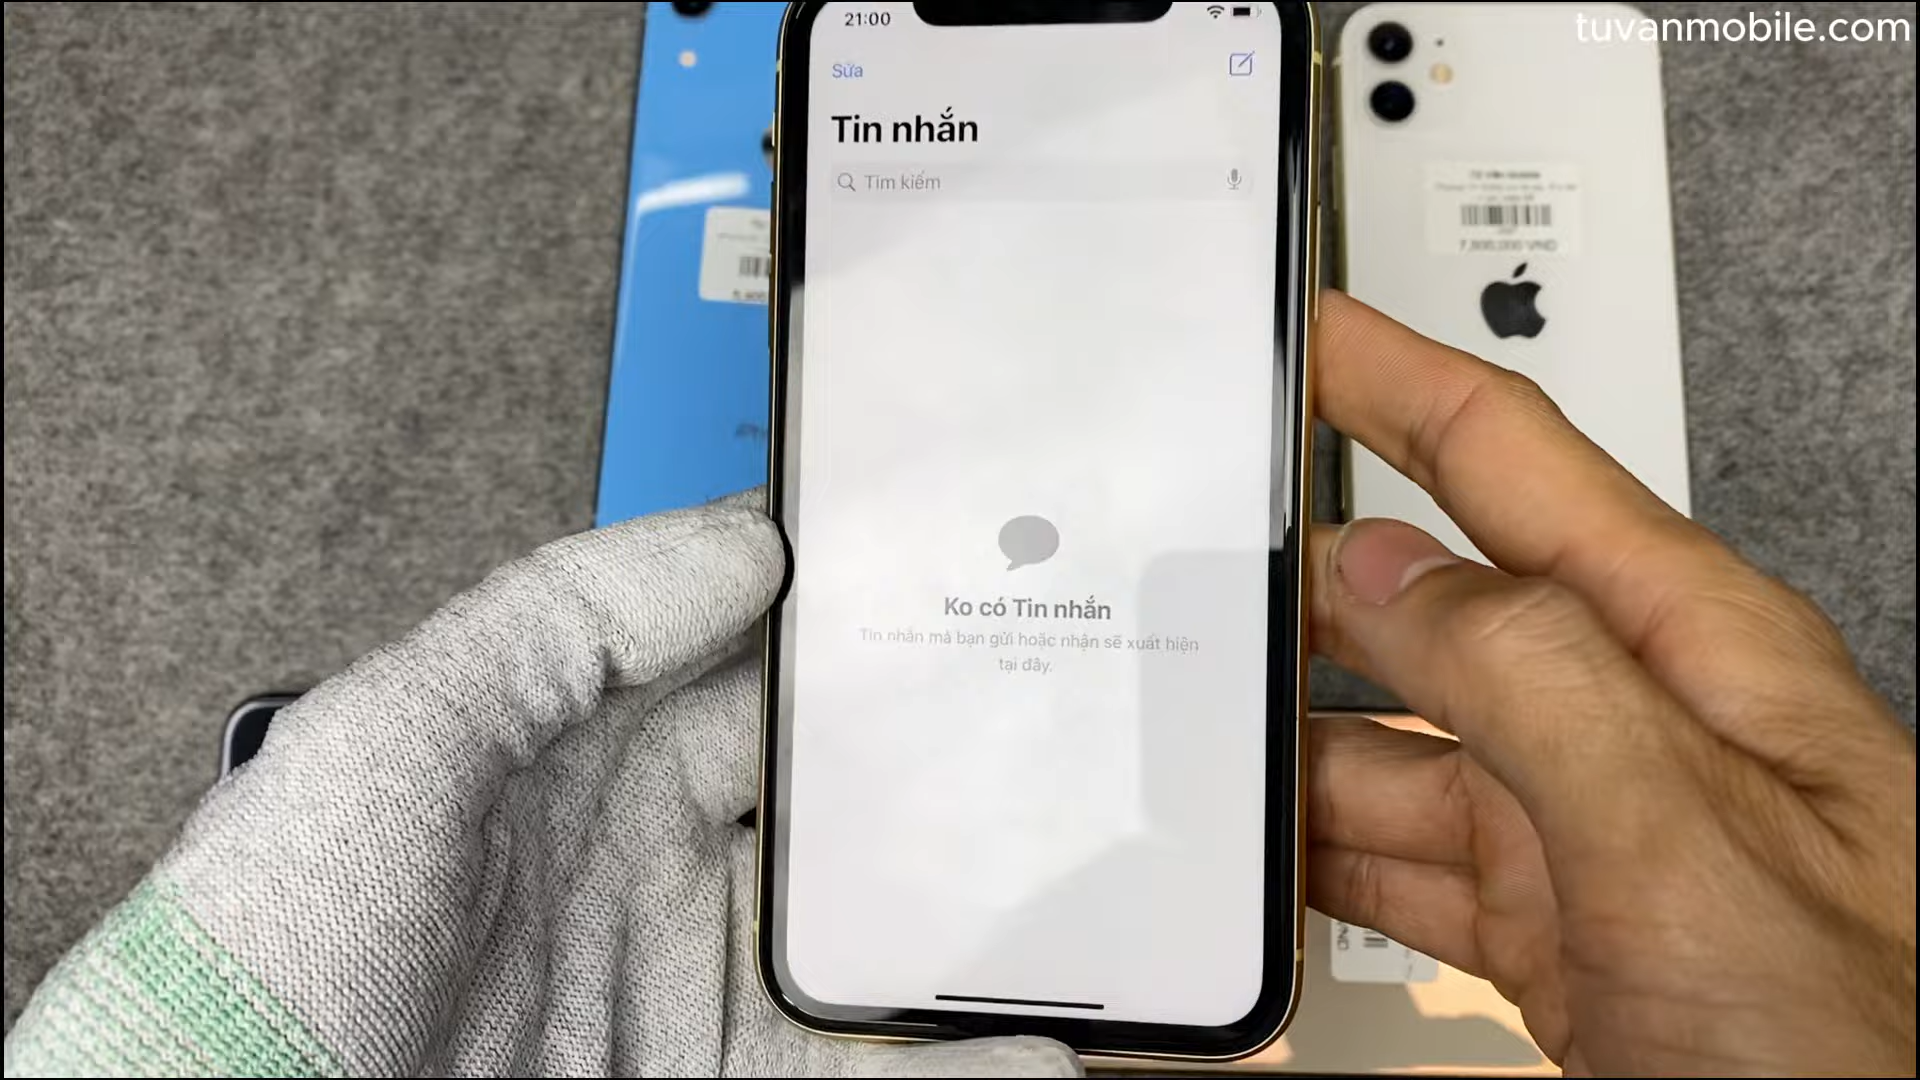 tuvanmobile.com
21:00
Sửa
Tin nhắn
Tìm kiếm
Ko có Tin nhắn
Tin nhắn mà bạn gửi hoặc nhận sẽ xuất hiện
tại đây.
VND